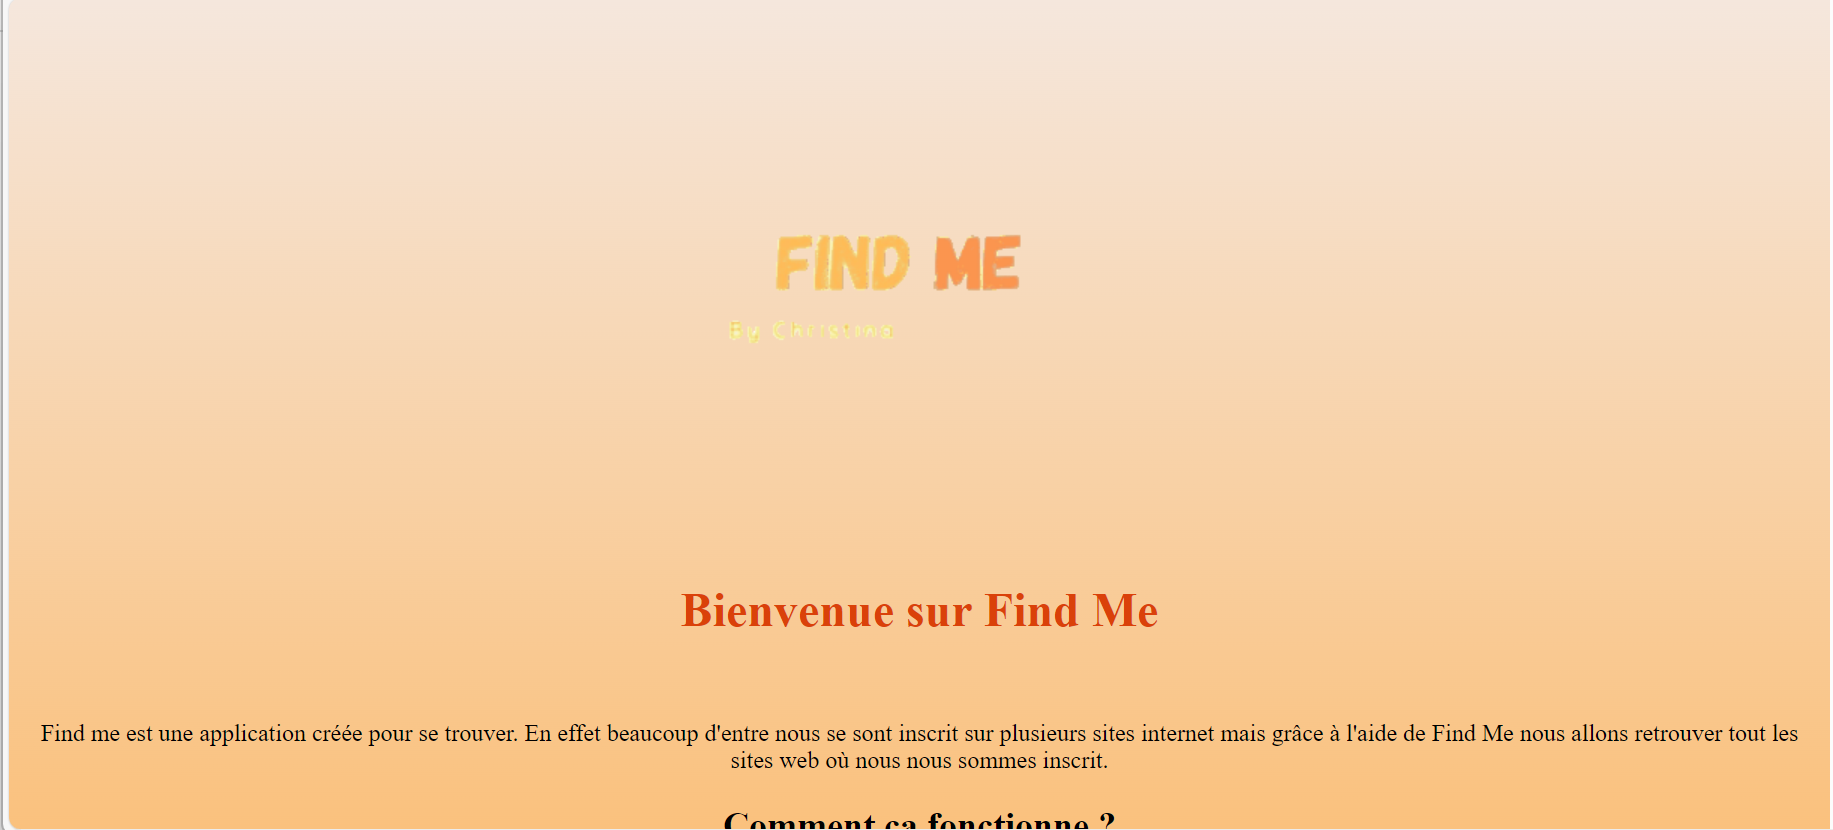 FIND ME
By Christina
Bienvenue sur Find Me
Find me est une application créée pour se trouver. En effet beaucoup d'entre nous se sont inscrit sur plusieurs sites internet mais grâce à l'aide de Find Me nous allons retrouver tout les
sites web où nous nous sommes inscrit.
Comment ça fonctionne ?